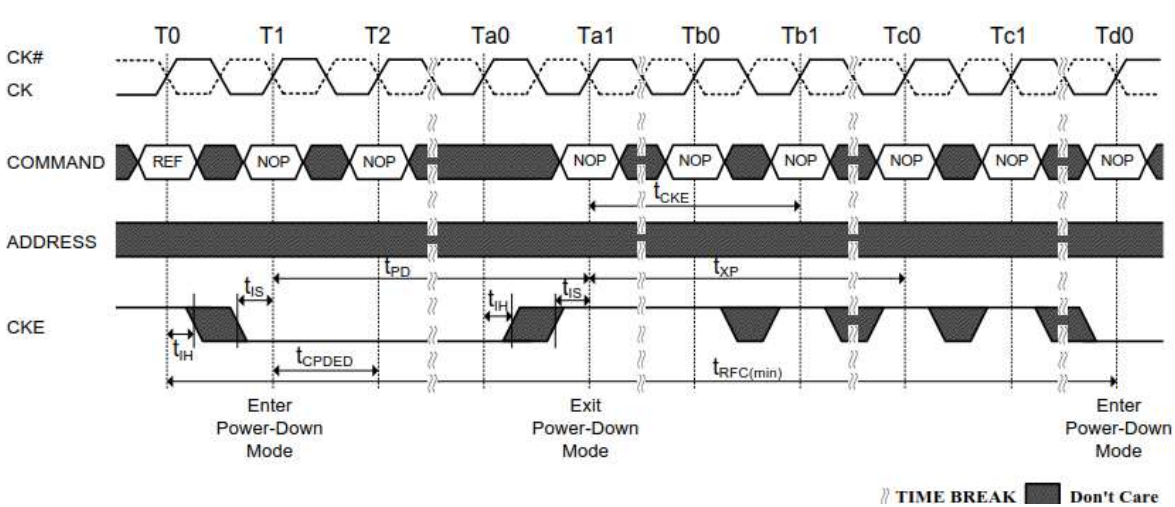 T0 T1 T2 Ta0 Ta1 Tb0 Tb1 Tc0 Tc1 Td0
CK#
CK
COMMAND REF NOP NOP NOP NOP NOP NOP NOP NOP
tCKE
ADDRESS
tPD tXP
tIS tIH tIS
CKE
tIH tCPDED tRFC(min)
Enter Power-Down Mode
Exit Power-Down Mode
Enter Power-Down Mode
TIME BREAK Don't Care